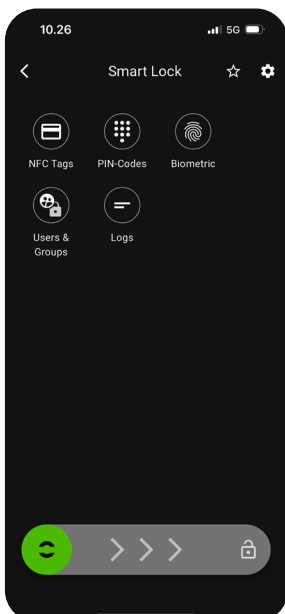 10.26
5G
Smart Lock
NFC Tags
PIN-Codes
Biometric
Users &
Groups
Logs